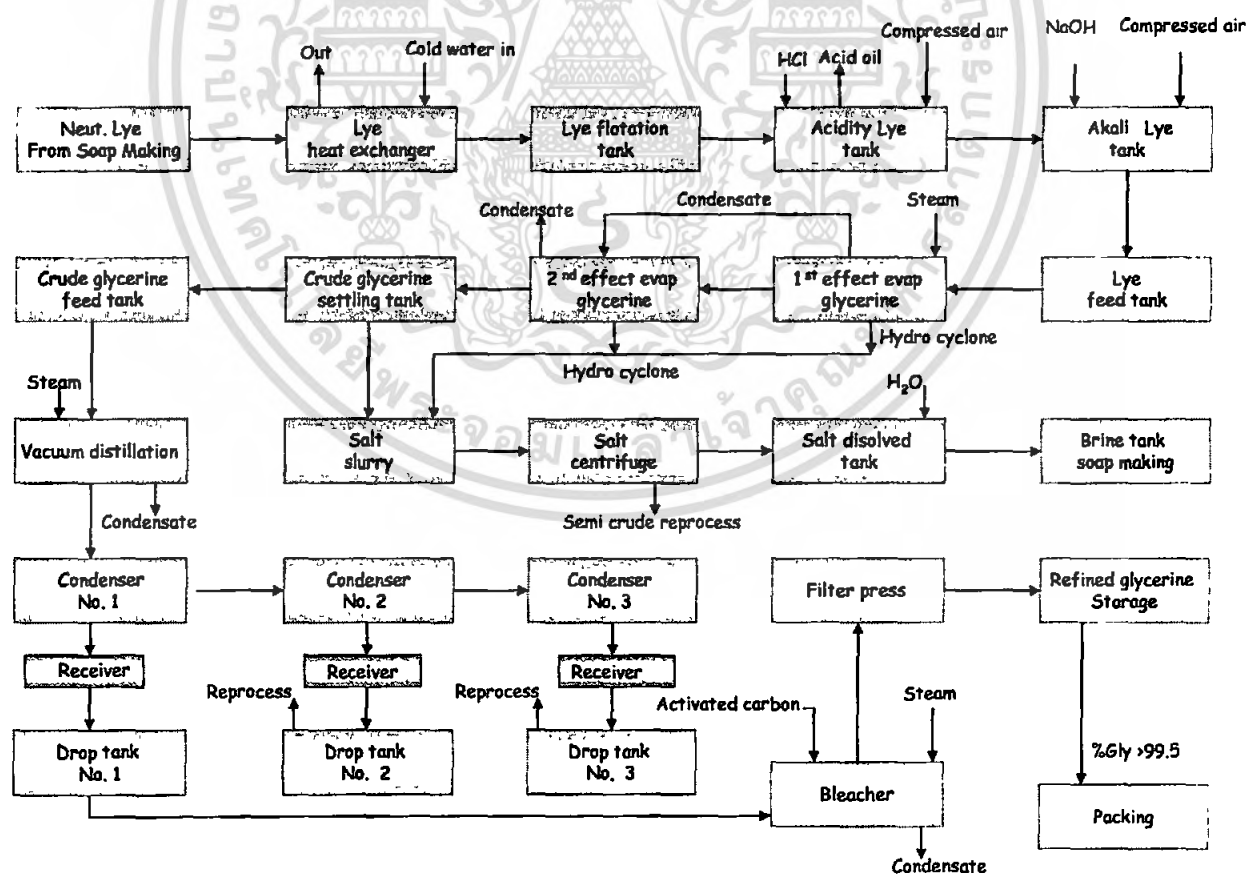 Out
Cold water in
HCl
Acid oil
Compressed air
NaOH
Compressed air
Neut. Lye
From Soap Making
Lye
heat exchanger
Lye flotation
tank
Acidity Lye
tank
Akali Lye
tank
Condensate
Condensate
Steam
Crude glycerine
feed tank
Crude glycerine
settling tank
2nd effect evap
glycerine
1st effect evap
glycerine
Lye
feed tank
Hydro cyclone
Hydro cyclone
Steam
H2O
Vacuum distillation
Salt
slurry
Salt
centrifuge
Salt disolved
tank
Brine tank
soap making
Condensate
Semi crude reprocess
Condenser
No. 1
Condenser
No. 2
Condenser
No. 3
Filter press
Refined glycerine
Storage
Receiver
Receiver
Receiver
Reprocess
Reprocess
Activated carbon
Steam
Drop tank
No. 1
Drop tank
No. 2
Drop tank
No. 3
Bleacher
%Gly >99.5
Packing
Condensate